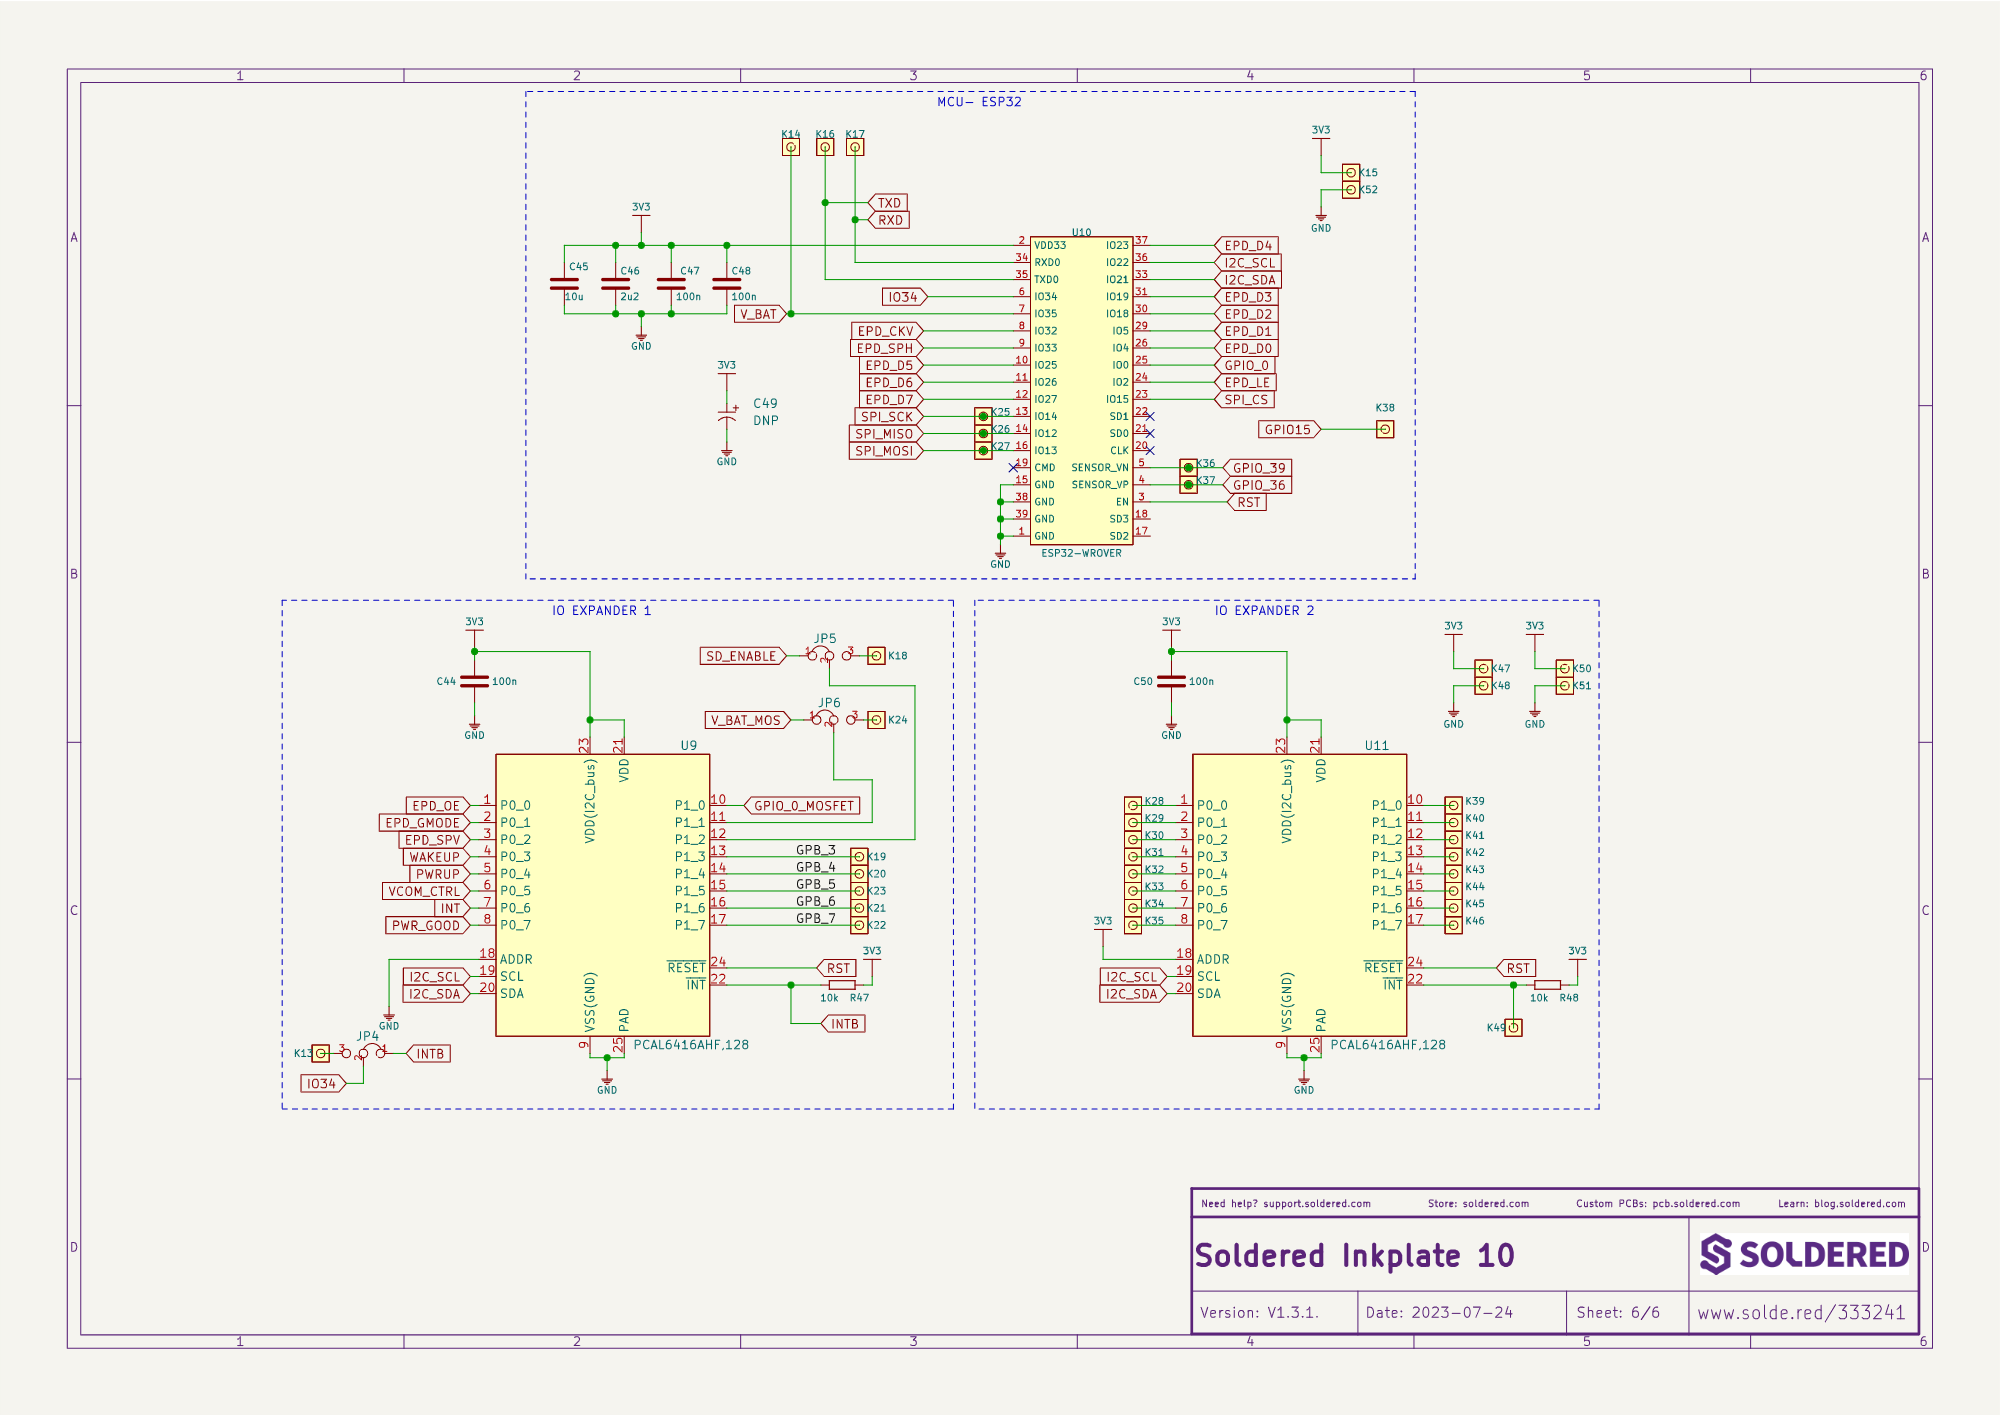 1 2 3 4 5 6
A
B
C
D
MCU- ESP32
K14 K16 K17
TXD
RXD
3V3
K15
K52
GND
3V3
C45
10u
C46
2u2
C47
100n
C48
100n
GND
V_BAT
3V3
C49
DNP
GND
IO34
EPD_CKV
EPD_SPH
EPD_D5
EPD_D6
EPD_D7
SPI_SCK
SPI_MISO
SPI_MOSI
K25
K26
K27
U10
2 VDD33 IO23 37 EPD_D4
34 RXD0 IO22 36 I2C_SCL
35 TXD0 IO21 33 I2C_SDA
6 IO34 IO19 31 EPD_D3
7 IO35 IO18 30 EPD_D2
8 IO32 IO5 29 EPD_D1
9 IO33 IO4 26 EPD_D0
10 IO25 IO0 25 GPIO_0
11 IO26 IO2 24 EPD_LE
12 IO27 IO15 23 SPI_CS
13 IO14 SD1 22
14 IO12 SD0 21
16 IO13 CLK 20
19 CMD SENSOR_VN 5 K36 GPIO_39
15 GND SENSOR_VP 4 K37 GPIO_36
38 GND EN 3 RST
39 GND SD3 18
1 GND SD2 17
ESP32-WROVER
GND
K38
GPIO15
IO EXPANDER 1
3V3
C44 100n
GND
SD_ENABLE JP5 1 2 3 K18
V_BAT_MOS JP6 1 2 3 K24
U9
23 21
VDD(I2C_bus) VDD
EPD_OE 1 P0_0 P1_0 10 GPIO_0_MOSFET
EPD_GMODE 2 P0_1 P1_1 11
EPD_SPV 3 P0_2 P1_2 12
WAKEUP 4 P0_3 P1_3 13 GPB_3 K19
PWRUP 5 P0_4 P1_4 14 GPB_4 K20
VCOM_CTRL 6 P0_5 P1_5 15 GPB_5 K23
INT 7 P0_6 P1_6 16 GPB_6 K21
PWR_GOOD 8 P0_7 P1_7 17 GPB_7 K22
18 ADDR
I2C_SCL 19 SCL RESET 24 RST 3V3
I2C_SDA 20 SDA INT 22 10k R47
INTB
VSS(GND) PAD
9 25
PCAL6416AHF,128
GND
GND
JP4
K13 3 2 1 INTB
IO34
IO EXPANDER 2
3V3
C50 100n
GND
3V3
K47
K48
GND
3V3
K50
K51
GND
U11
23 21
VDD(I2C_bus) VDD
K28 1 P0_0 P1_0 10 K39
K29 2 P0_1 P1_1 11 K40
K30 3 P0_2 P1_2 12 K41
K31 4 P0_3 P1_3 13 K42
K32 5 P0_4 P1_4 14 K43
K33 6 P0_5 P1_5 15 K44
K34 7 P0_6 P1_6 16 K45
K35 8 P0_7 P1_7 17 K46
3V3
18 ADDR
I2C_SCL 19 SCL RESET 24 RST 3V3
I2C_SDA 20 SDA INT 22 10k R48
K49
VSS(GND) PAD
9 25
PCAL6416AHF,128
GND
Need help? support.soldered.com Store: soldered.com Custom PCBs: pcb.soldered.com Learn: blog.soldered.com
Soldered Inkplate 10
SOLDERED
Version: V1.3.1. Date: 2023-07-24 Sheet: 6/6 www.solde.red/333241
A
B
C
D
1 2 3 4 5 6